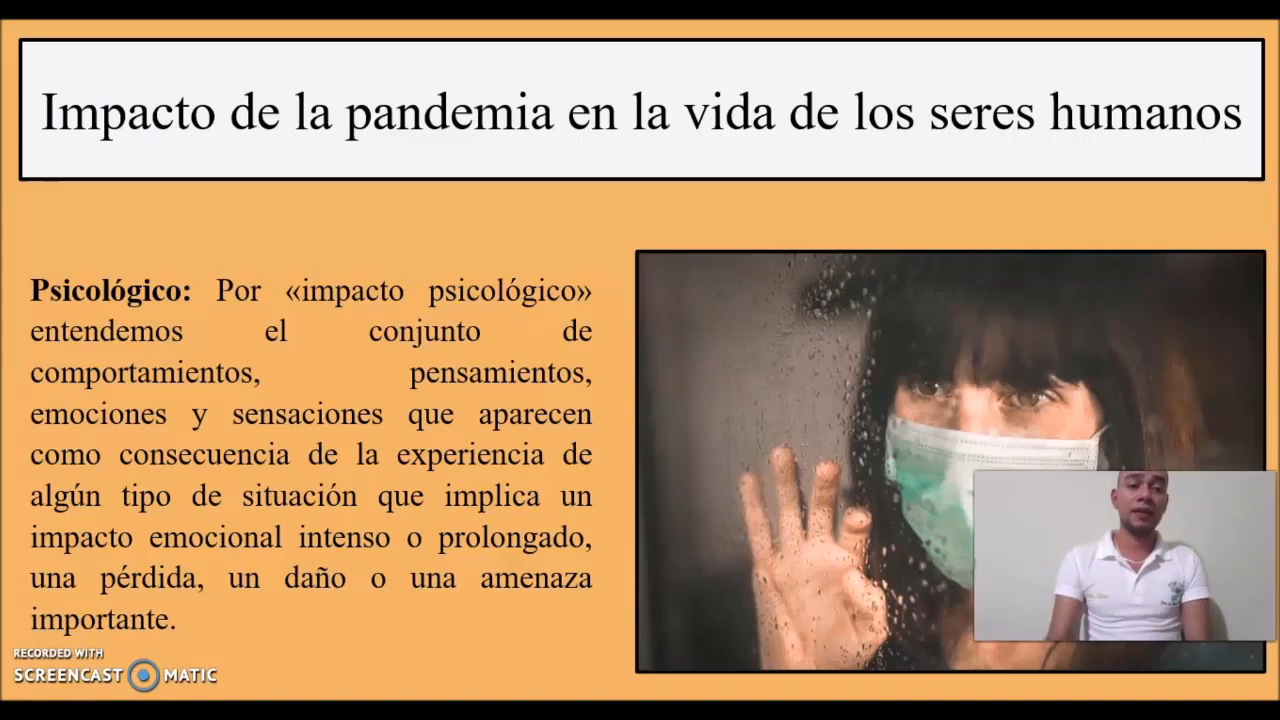 Impacto de la pandemia en la vida de los seres humanos
Psicológico: Por «impacto psicológico»
entendemos el conjunto de
comportamientos, pensamientos,
emociones y sensaciones que aparecen
como consecuencia de la experiencia de
algún tipo de situación que implica un
impacto emocional intenso o prolongado,
una pérdida, un daño o una amenaza
importante.
RECORDED WITH
SCREENCAST MATIC